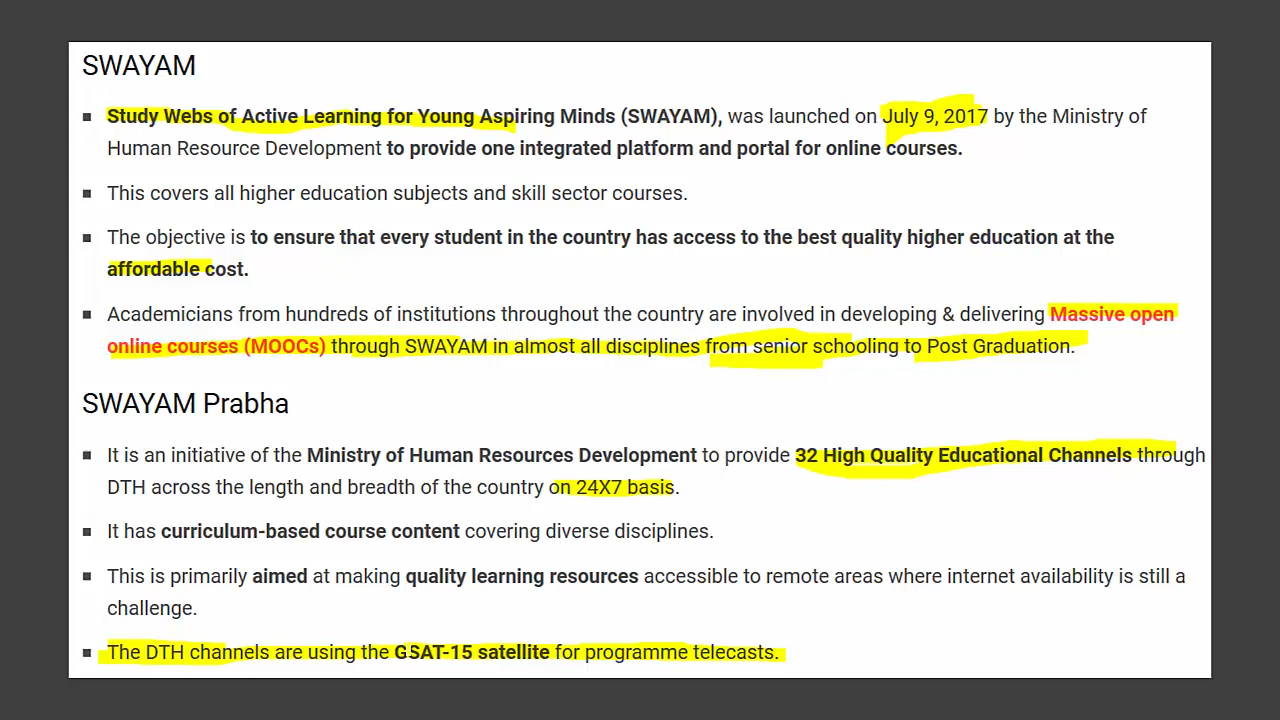 SWAYAM
▪ Study Webs of Active Learning for Young Aspiring Minds (SWAYAM), was launched on July 9, 2017 by the Ministry of
Human Resource Development to provide one integrated platform and portal for online courses.
▪ This covers all higher education subjects and skill sector courses.
▪ The objective is to ensure that every student in the country has access to the best quality higher education at the
affordable cost.
▪ Academicians from hundreds of institutions throughout the country are involved in developing & delivering Massive open
online courses (MOOCs) through SWAYAM in almost all disciplines from senior schooling to Post Graduation.
SWAYAM Prabha
▪ It is an initiative of the Ministry of Human Resources Development to provide 32 High Quality Educational Channels through
DTH across the length and breadth of the country on 24X7 basis.
▪ It has curriculum-based course content covering diverse disciplines.
▪ This is primarily aimed at making quality learning resources accessible to remote areas where internet availability is still a
challenge.
▪ The DTH channels are using the GSAT-15 satellite for programme telecasts.